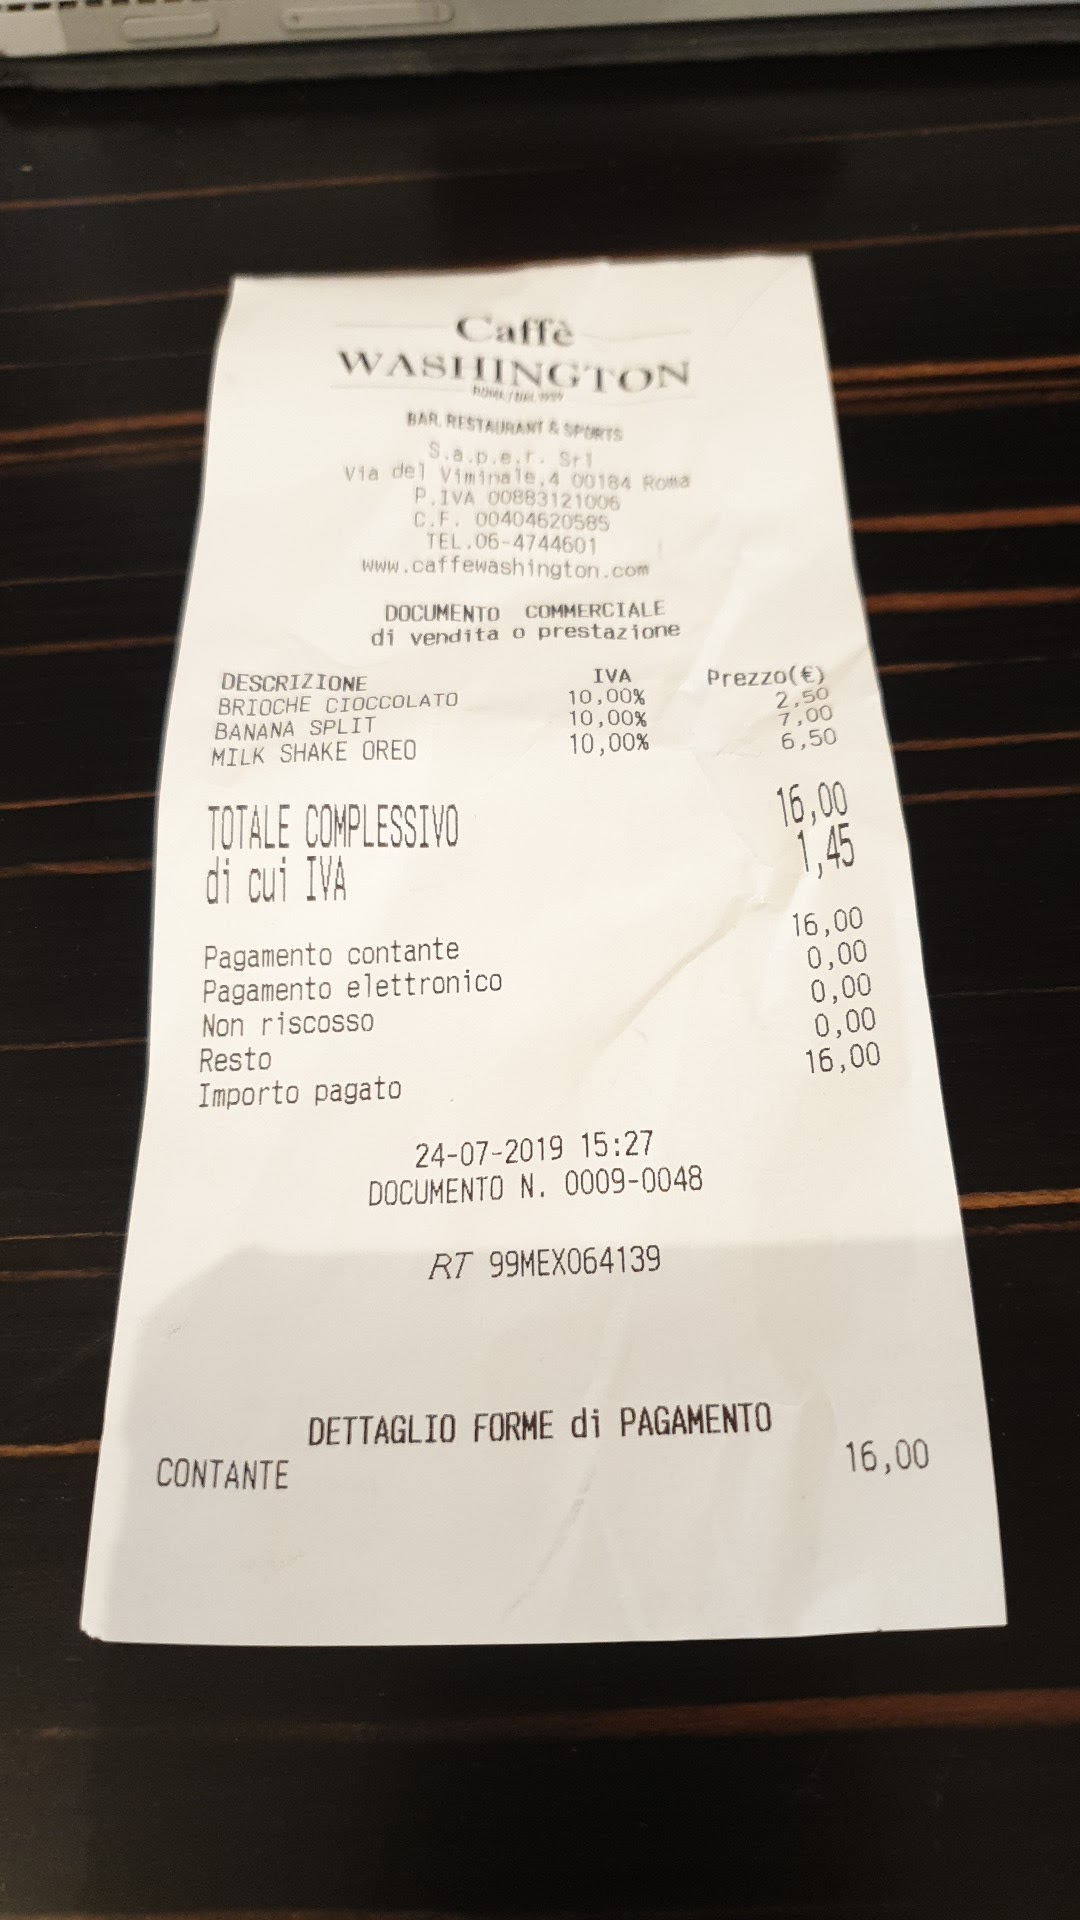 Caffè
WASHINGTON
ROMA / DAL 1959
BAR, RESTAURANT & SPORTS
S.a.p.e.r. Srl
Via del Viminale,4 00184 Roma
P.IVA 00883121006
C.F. 00404620585
TEL.06-4744601
www.caffewashington.com
DOCUMENTO COMMERCIALE
di vendita o prestazione
DESCRIZIONE IVA Prezzo(€)
BRIOCHE CIOCCOLATO 10,00% 2,50
BANANA SPLIT 10,00% 7,00
MILK SHAKE OREO 10,00% 6,50
TOTALE COMPLESSIVO 16,00
di cui IVA 1,45
Pagamento contante 16,00
Pagamento elettronico 0,00
Non riscosso 0,00
Resto 0,00
Importo pagato 16,00
24-07-2019 15:27
DOCUMENTO N. 0009-0048
RT 99MEX064139
DETTAGLIO FORME di PAGAMENTO
CONTANTE 16,00